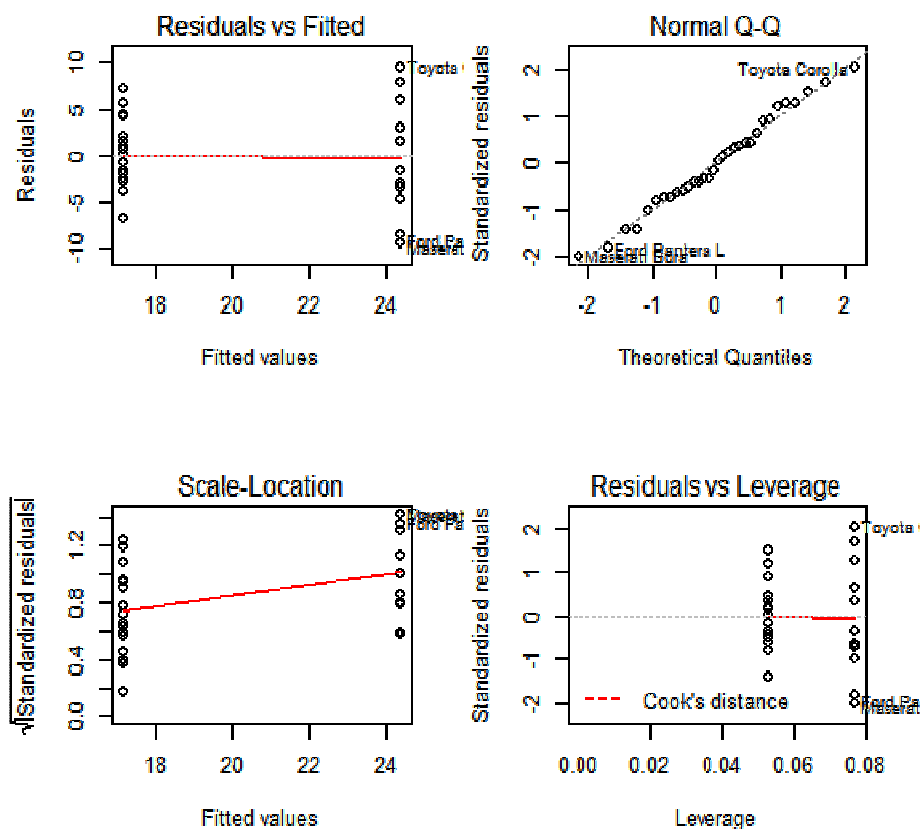 Residuals vs Fitted
Residuals
10
5
0
-5
-10
Toyota
Ford Pa
Maserat
18
20
22
24
Fitted values
Normal Q-Q
Standardized residuals
2
1
0
-1
-2
Toyota Corolla
Ford Pantera L
Maserati Bora
-2
-1
0
1
2
Theoretical Quantiles
Scale-Location
√|Standardized residuals|
1.2
0.8
0.4
0.0
Ford Pa
18
20
22
24
Fitted values
Residuals vs Leverage
Standardized residuals
2
1
0
-1
-2
Toyota
Ford Pa
Maserat
Cook's distance
0.00
0.02
0.04
0.06
0.08
Leverage